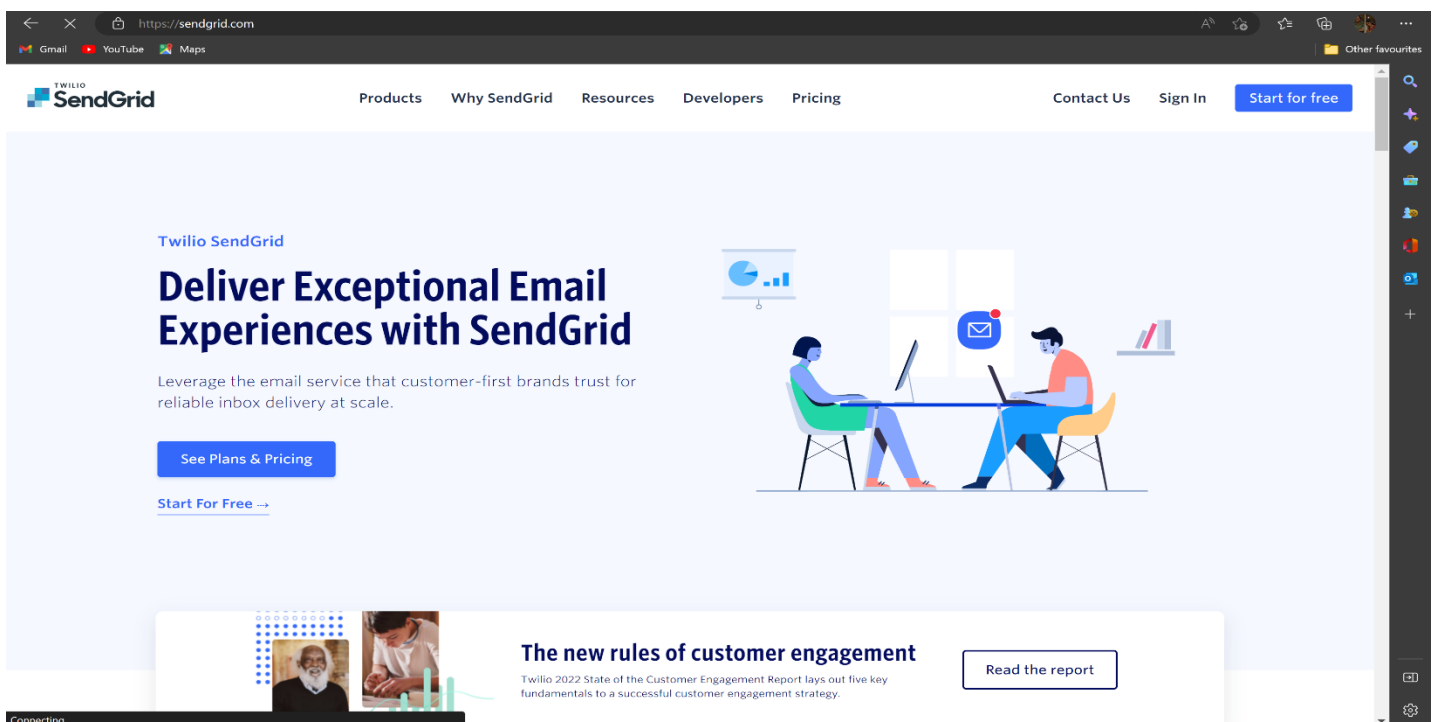 https://sendgrid.com
Gmail YouTube Maps Other favourites
TWILIO
SendGrid
Products Why SendGrid Resources Developers Pricing Contact Us Sign In Start for free
Twilio SendGrid
Deliver Exceptional Email
Experiences with SendGrid
Leverage the email service that customer-first brands trust for
reliable inbox delivery at scale.
See Plans & Pricing
Start For Free →
The new rules of customer engagement
Twilio 2022 State of the Customer Engagement Report lays out five key
fundamentals to a successful customer engagement strategy.
Read the report
Connecting